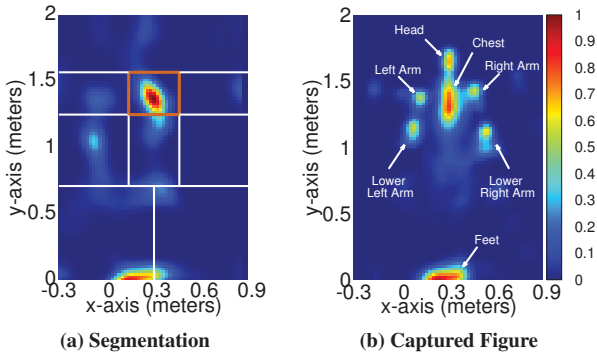 2
1.5
1
0.5
0
-0.3
0
0.3
0.6
0.9
y-axis (meters)
x-axis (meters)
(a) Segmentation
2
1.5
1
0.5
0
-0.3
0
0.3
0.6
0.9
y-axis (meters)
x-axis (meters)
Head
Chest
Left Arm
Right Arm
Lower
Left Arm
Lower
Right Arm
Feet
(b) Captured Figure
1
0.9
0.8
0.7
0.6
0.5
0.4
0.3
0.2
0.1
0